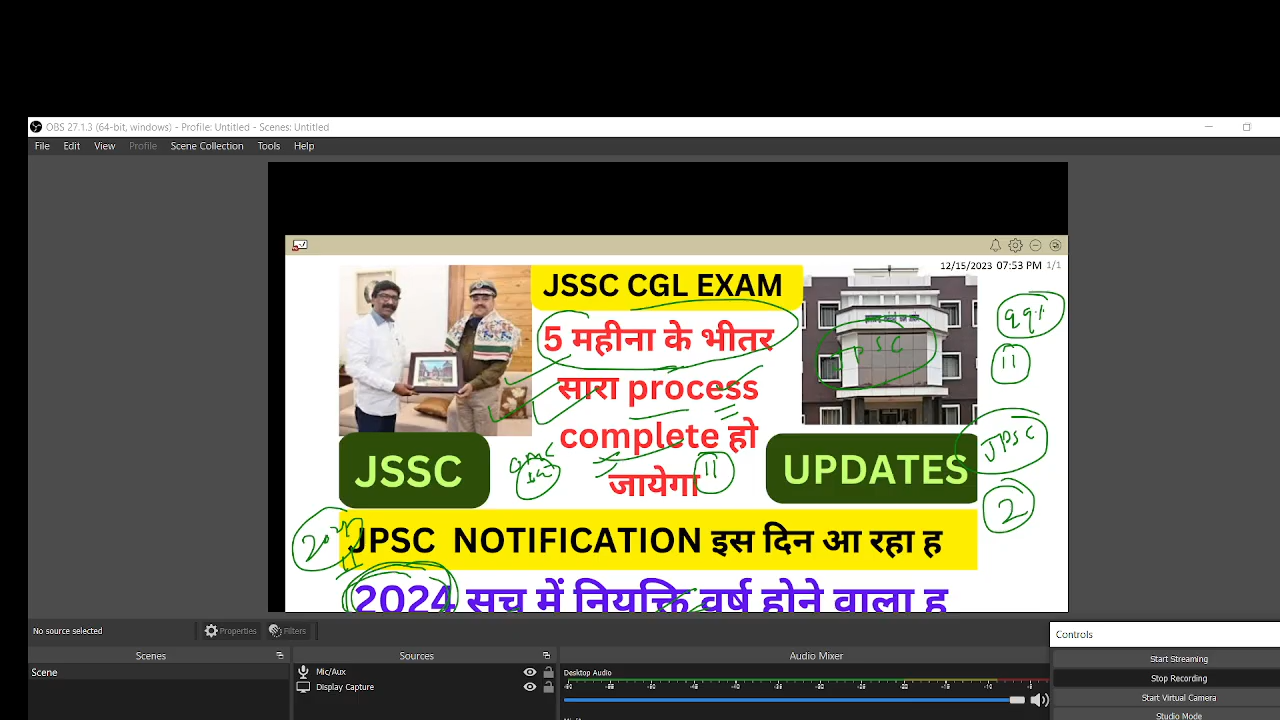 OBS 27.1.3 (64-bit, windows) - Profile: Untitled - Scenes: Untitled
File Edit View Profile Scene Collection Tools Help
12/15/2023 07:53 PM 1/1
JSSC CGL EXAM
5 महीना के भीतर
सारा process
complete हो
जायेगा
JSSC
UPDATES
JPSC
99%
11
JPSC
2
11
JPSC NOTIFICATION इस दिन आ रहा ह
2024 सच में नियुक्ति वर्ष होने वाला ह
No source selected
Properties
Filters
Scenes
Scene
Sources
Mic/Aux
Display Capture
Audio Mixer
Desktop Audio
Controls
Start Streaming
Stop Recording
Start Virtual Camera
Studio Mode